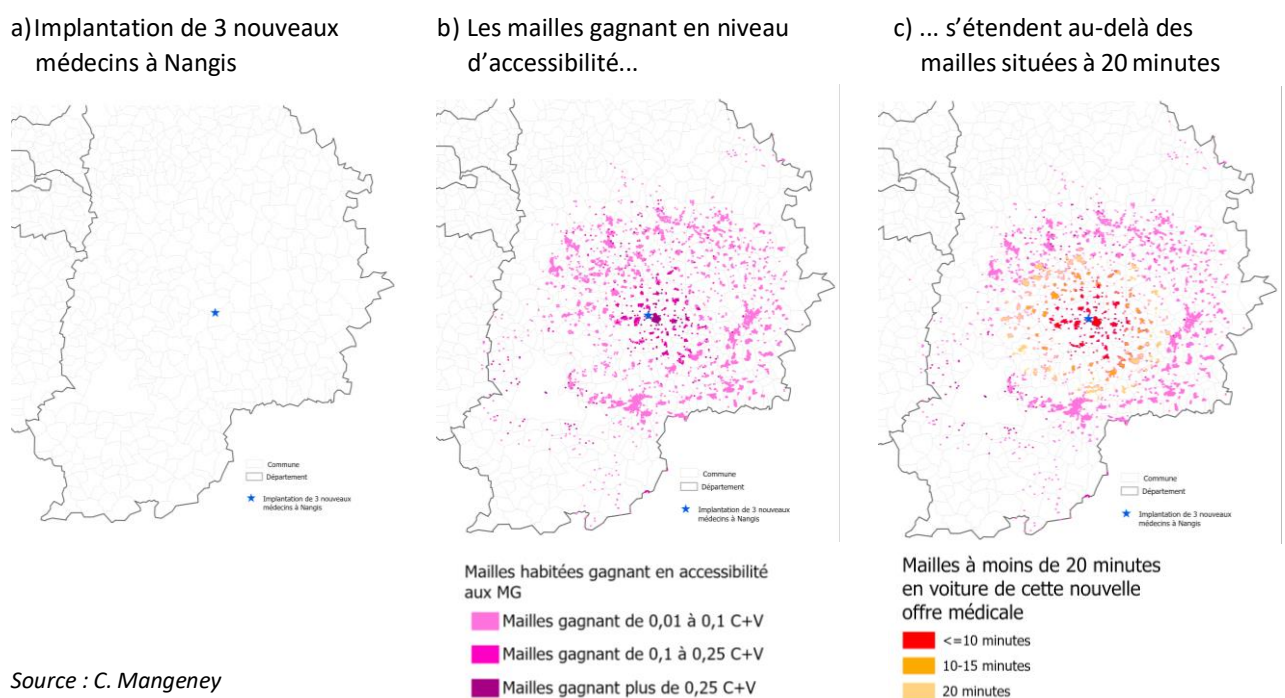 a) Implantation de 3 nouveaux
médecins à Nangis
b) Les mailles gagnant en niveau
d’accessibilité...
c) ... s’étendent au-delà des
mailles situées à 20 minutes
Commune
Département
Implantation de 3 nouveaux
médecins à Nangis
Commune
Département
Implantation de 3 nouveaux
médecins à Nangis
Commune
Département
Implantation de 3 nouveaux
médecins à Nangis
Mailles habitées gagnant en accessibilité
aux MG
Mailles gagnant de 0,01 à 0,1 C+V
Mailles gagnant de 0,1 à 0,25 C+V
Mailles gagnant plus de 0,25 C+V
Mailles à moins de 20 minutes
en voiture de cette nouvelle
offre médicale
<=10 minutes
10-15 minutes
20 minutes
Source : C. Mangeney